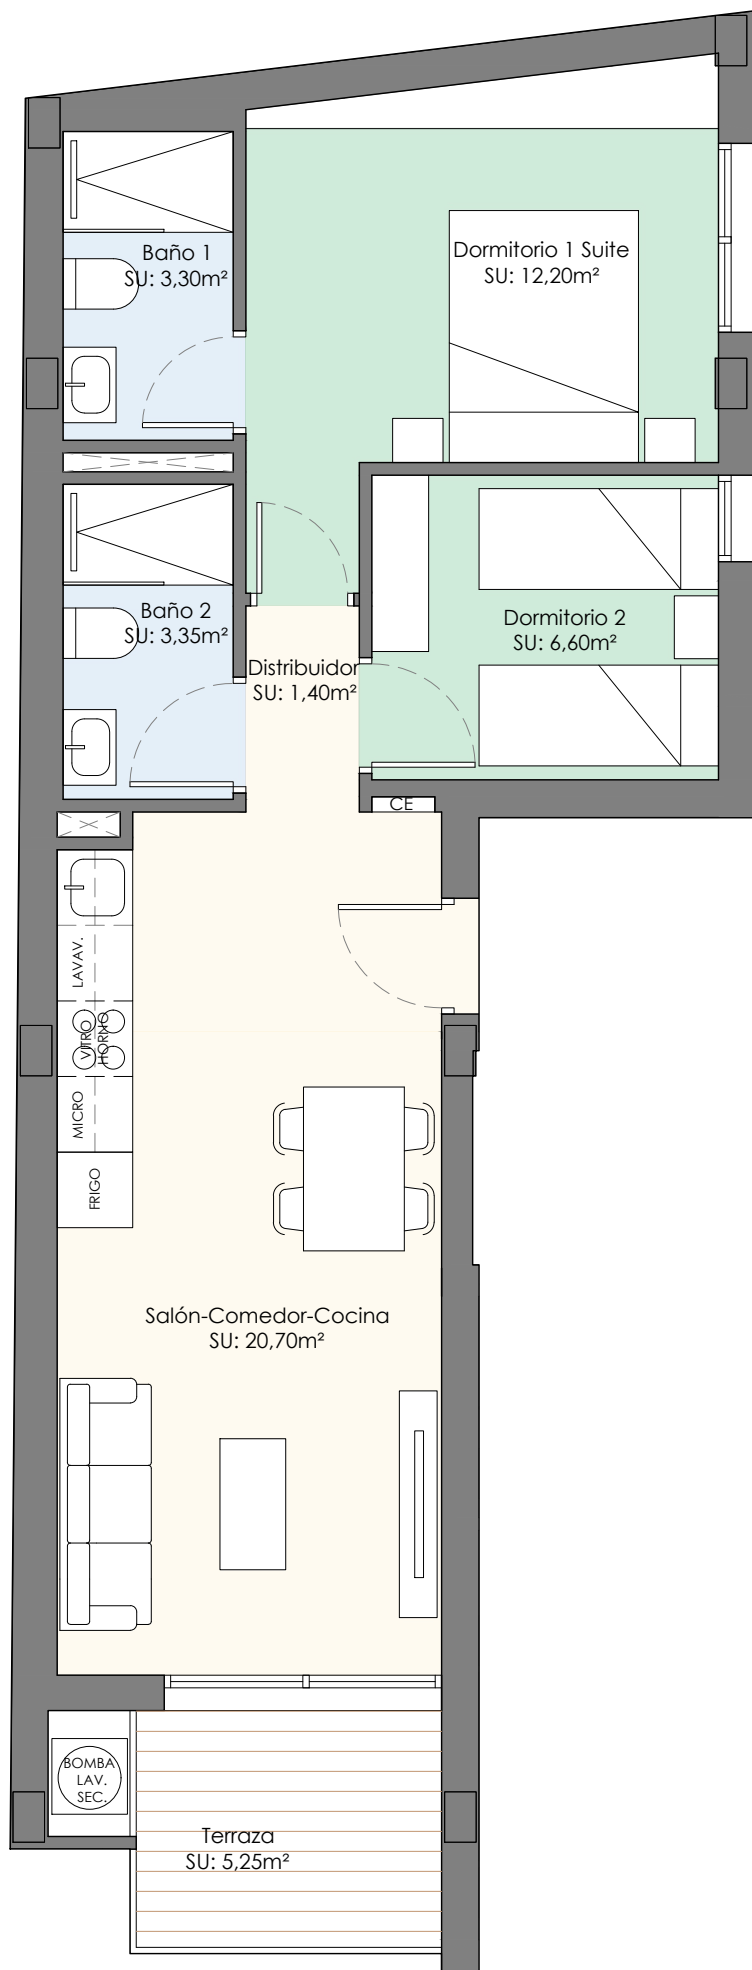 Baño 1
SU: 3,30m²
Dormitorio 1 Suite
SU: 12,20m²
Baño 2
SU: 3,35m²
Dormitorio 2
SU: 6,60m²
Distribuidor
SU: 1,40m²
CE
LAVAV.
VITRO
HORNO
MICRO
FRIGO
Salón-Comedor-Cocina
SU: 20,70m²
BOMBA
LAV.
SEC.
Terraza
SU: 5,25m²